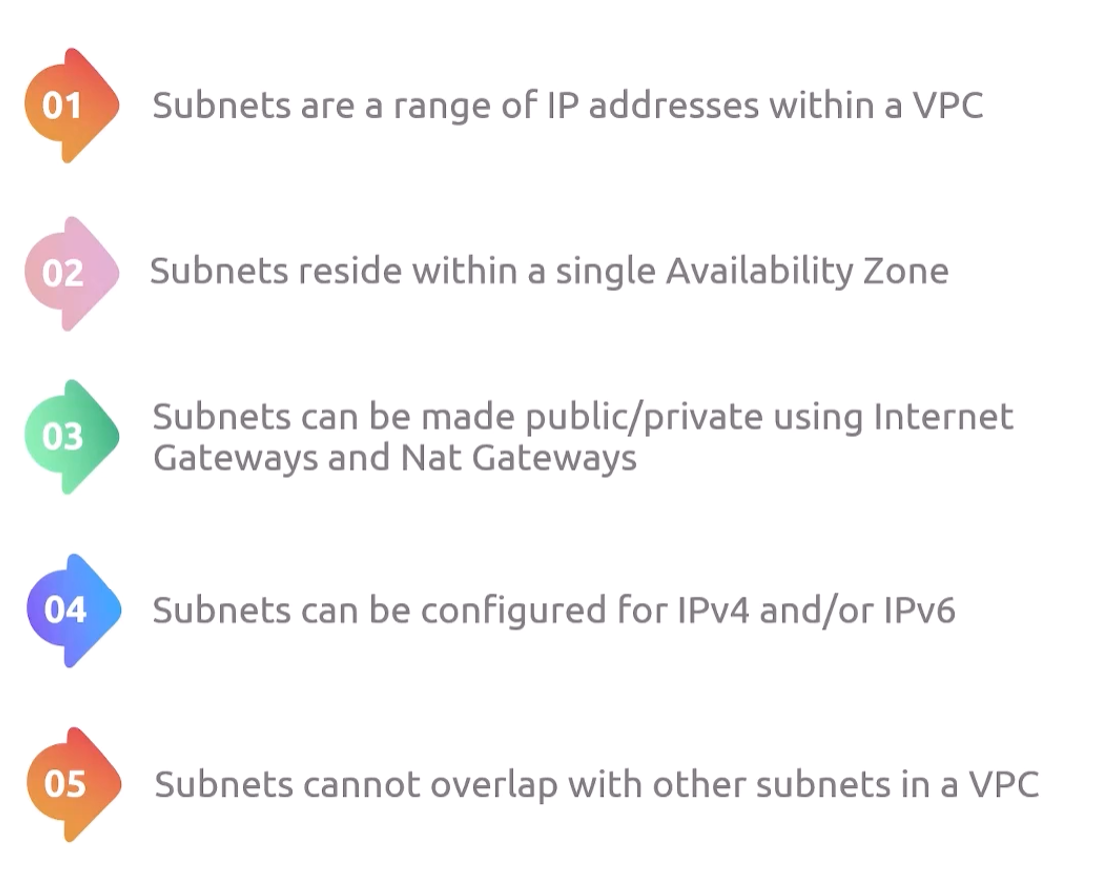 01
Subnets are a range of IP addresses within a VPC
02
Subnets reside within a single Availability Zone
03
Subnets can be made public/private using Internet
Gateways and Nat Gateways
04
Subnets can be configured for IPv4 and/or IPv6
05
Subnets cannot overlap with other subnets in a VPC